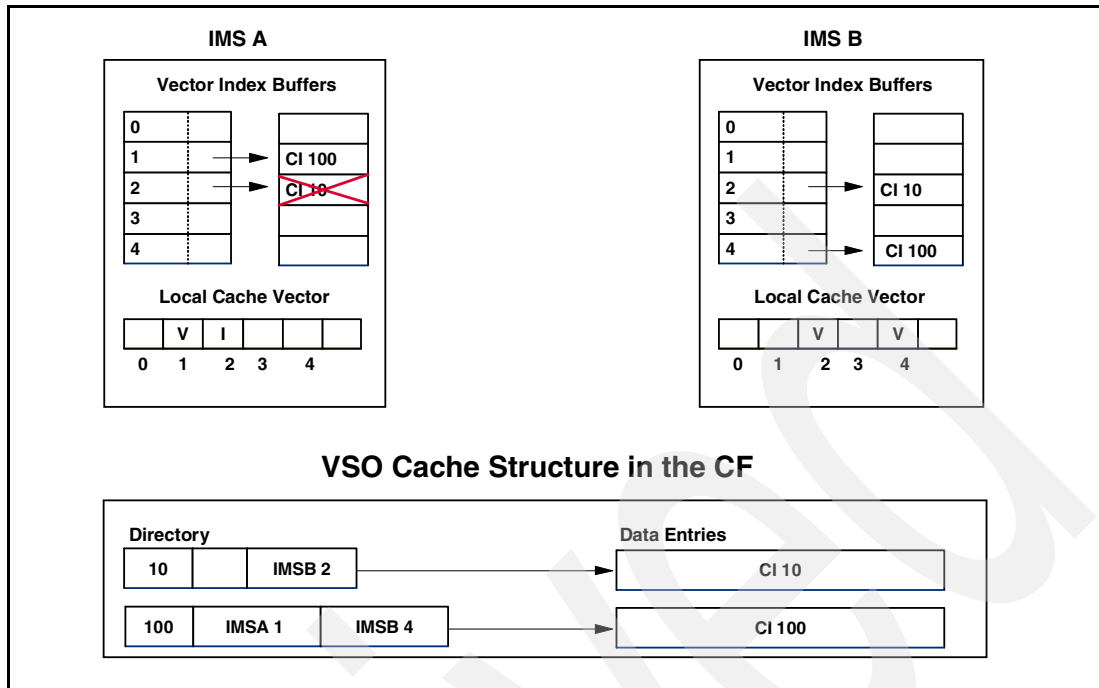 IMS A
Vector Index Buffers
0
1 CI 100
2 CI 10
3
4
Local Cache Vector
V I
0 1 2 3 4
IMS B
Vector Index Buffers
0
1
2 CI 10
3
4 CI 100
Local Cache Vector
V V
0 1 2 3 4
VSO Cache Structure in the CF
Directory Data Entries
10 IMSB 2 CI 10
100 IMSA 1 IMSB 4 CI 100